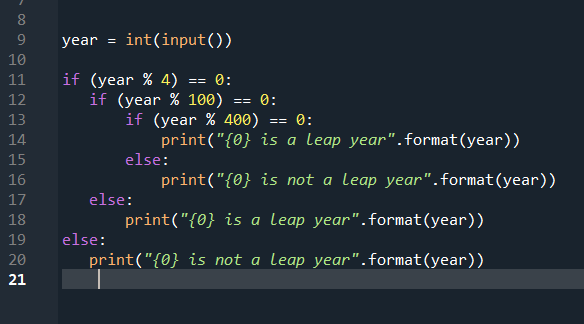 8
9 year = int(input())
10
11 if (year % 4) == 0:
12 if (year % 100) == 0:
13 if (year % 400) == 0:
14 print("{0} is a leap year".format(year))
15 else:
16 print("{0} is not a leap year".format(year))
17 else:
18 print("{0} is a leap year".format(year))
19 else:
20 print("{0} is not a leap year".format(year))
21